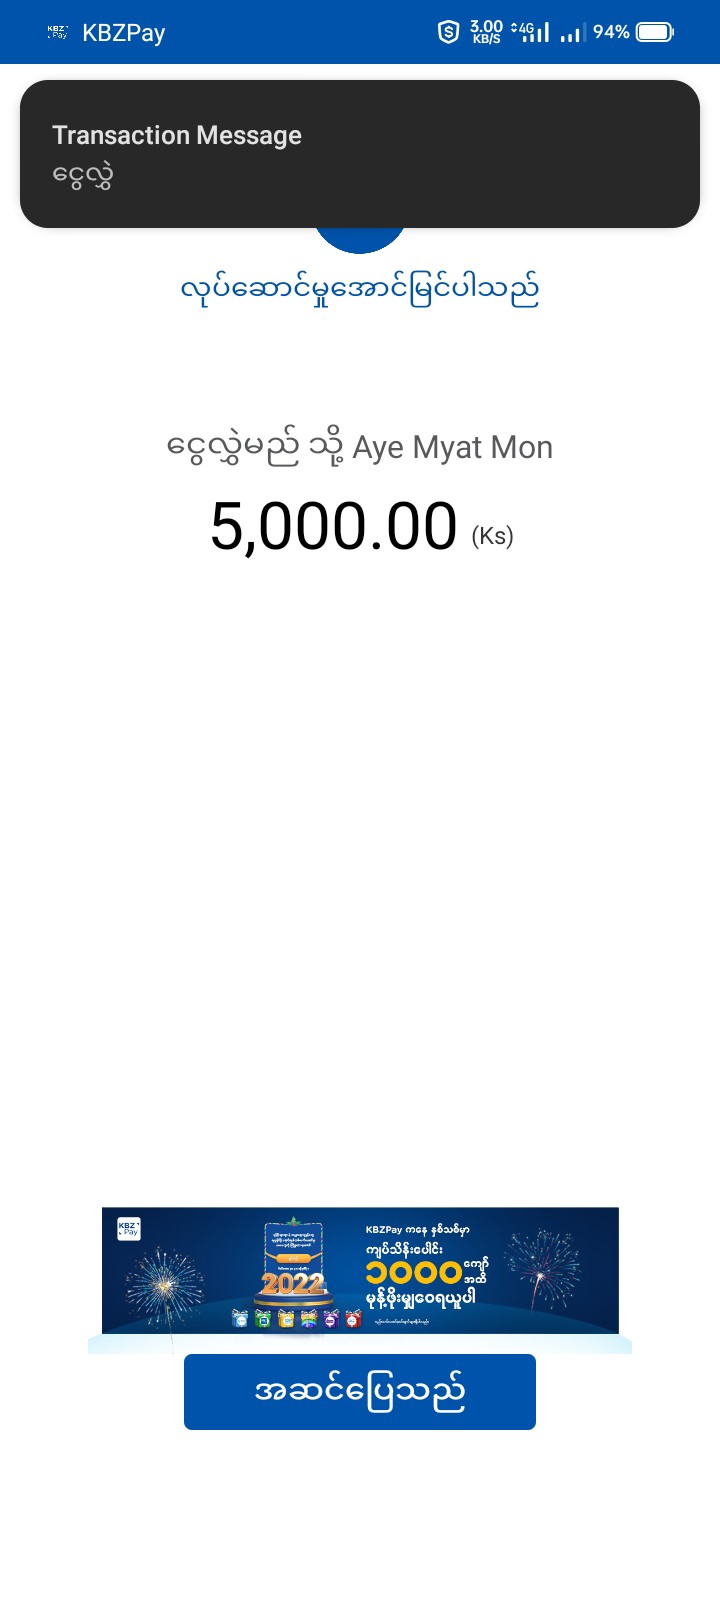 KBZ Pay
KBZPay
3.00 KB/S
4G
94%
Transaction Message
ငွေလွှဲ
လုပ်ဆောင်မှုအောင်မြင်ပါသည်
ငွေလွှဲမည် သို့ Aye Myat Mon
5,000.00 (Ks)
KBZ Pay
2022
KBZPay ကနေ နှစ်သစ်မှာ
ကျပ်သိန်းပေါင်း
၁၀၀၀ ကျော်
အထိ
မုန့်ဖိုးမျှဝေရယူပါ
အဆင်ပြေသည်